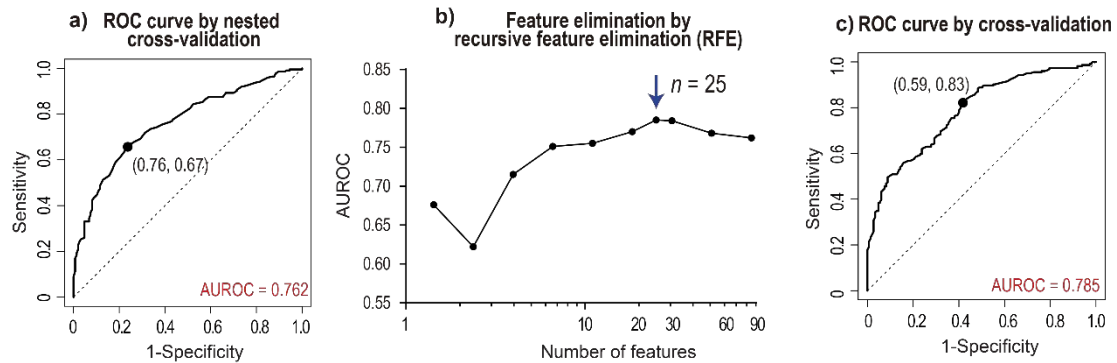 a) ROC curve by nested
cross-validation
1.0
0.8
0.6
0.4
0.2
0
Sensitivity
(0.76, 0.67)
AUROC = 0.762
0 0.2 0.4 0.6 0.8 1.0
1-Specificity
b) Feature elimination by
recursive feature elimination (RFE)
0.85
0.80
0.75
0.70
0.65
0.60
0.55
AUROC
n = 25
1 10 20 30 50 90
Number of features
c) ROC curve by cross-validation
1.0
0.8
0.6
0.4
0.2
0
Sensitivity
(0.59, 0.83)
AUROC = 0.785
0 0.2 0.4 0.6 0.8 1.0
1-Specificity